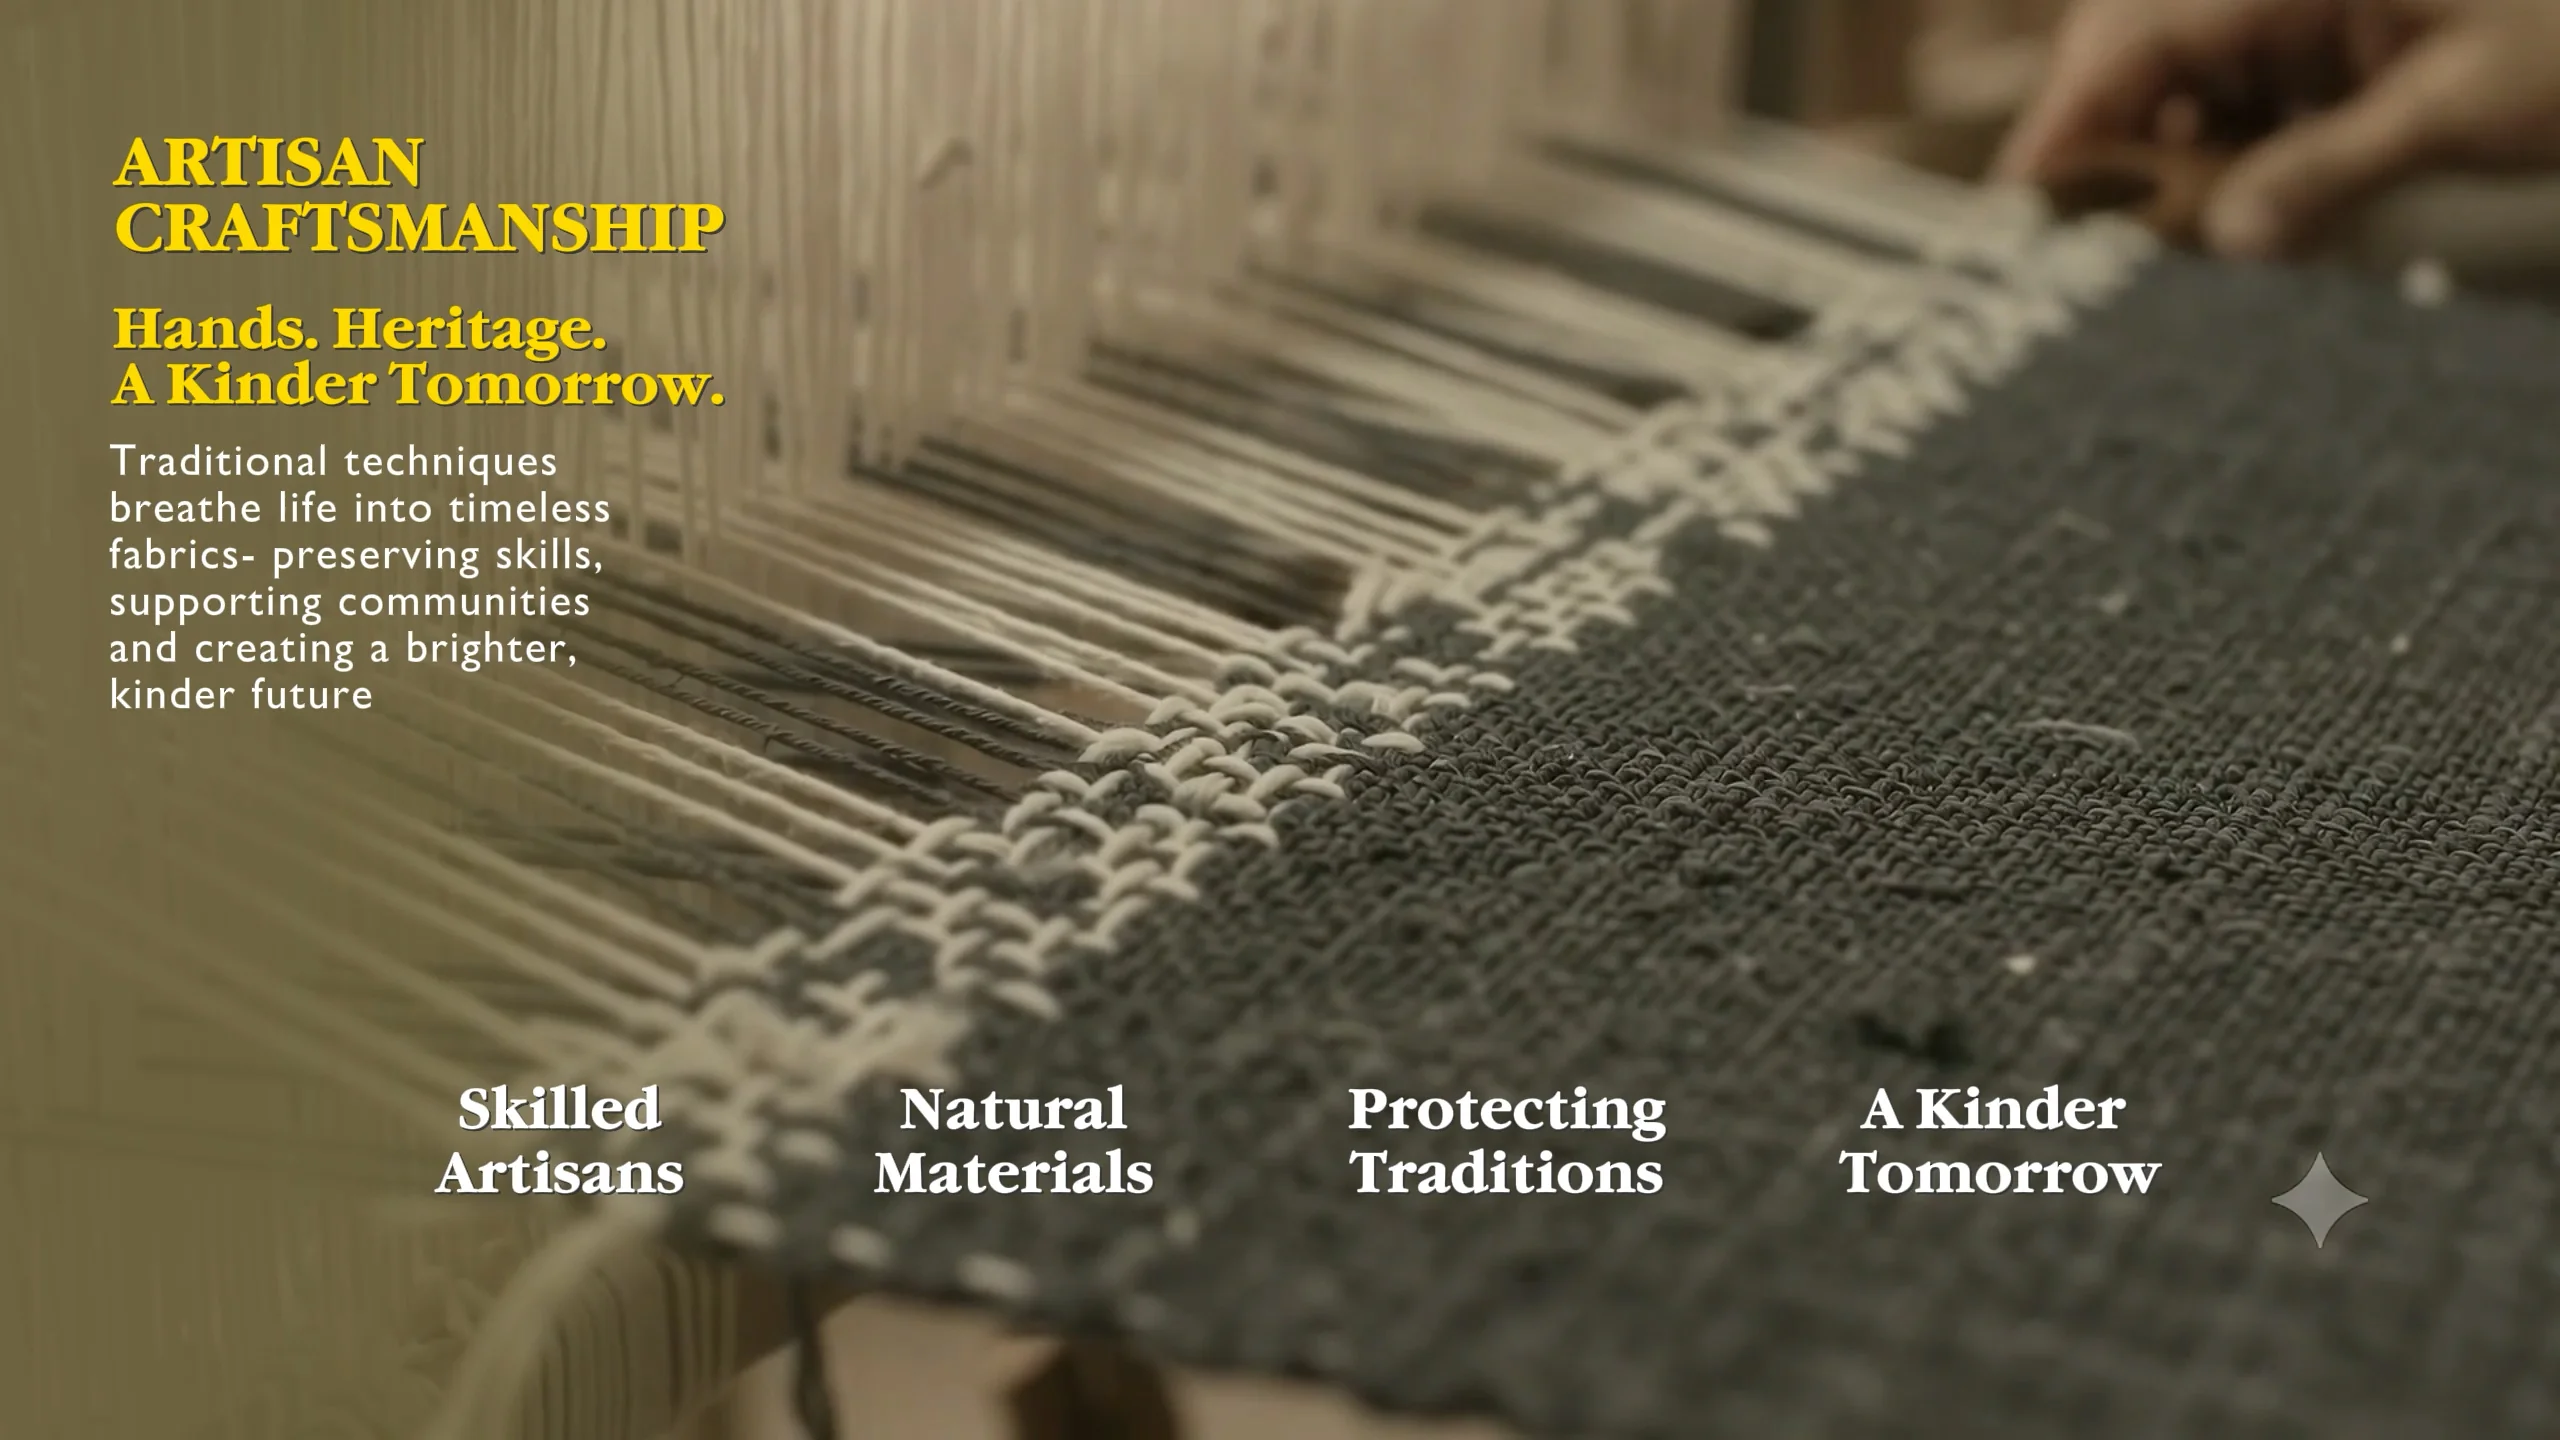 ARTISAN
CRAFTSMANSHIP
Hands. Heritage.
A Kinder Tomorrow.
Traditional techniques
breathe life into timeless
fabrics- preserving skills,
supporting communities
and creating a brighter,
kinder future
Skilled
Artisans
Natural
Materials
Protecting
Traditions
A Kinder
Tomorrow